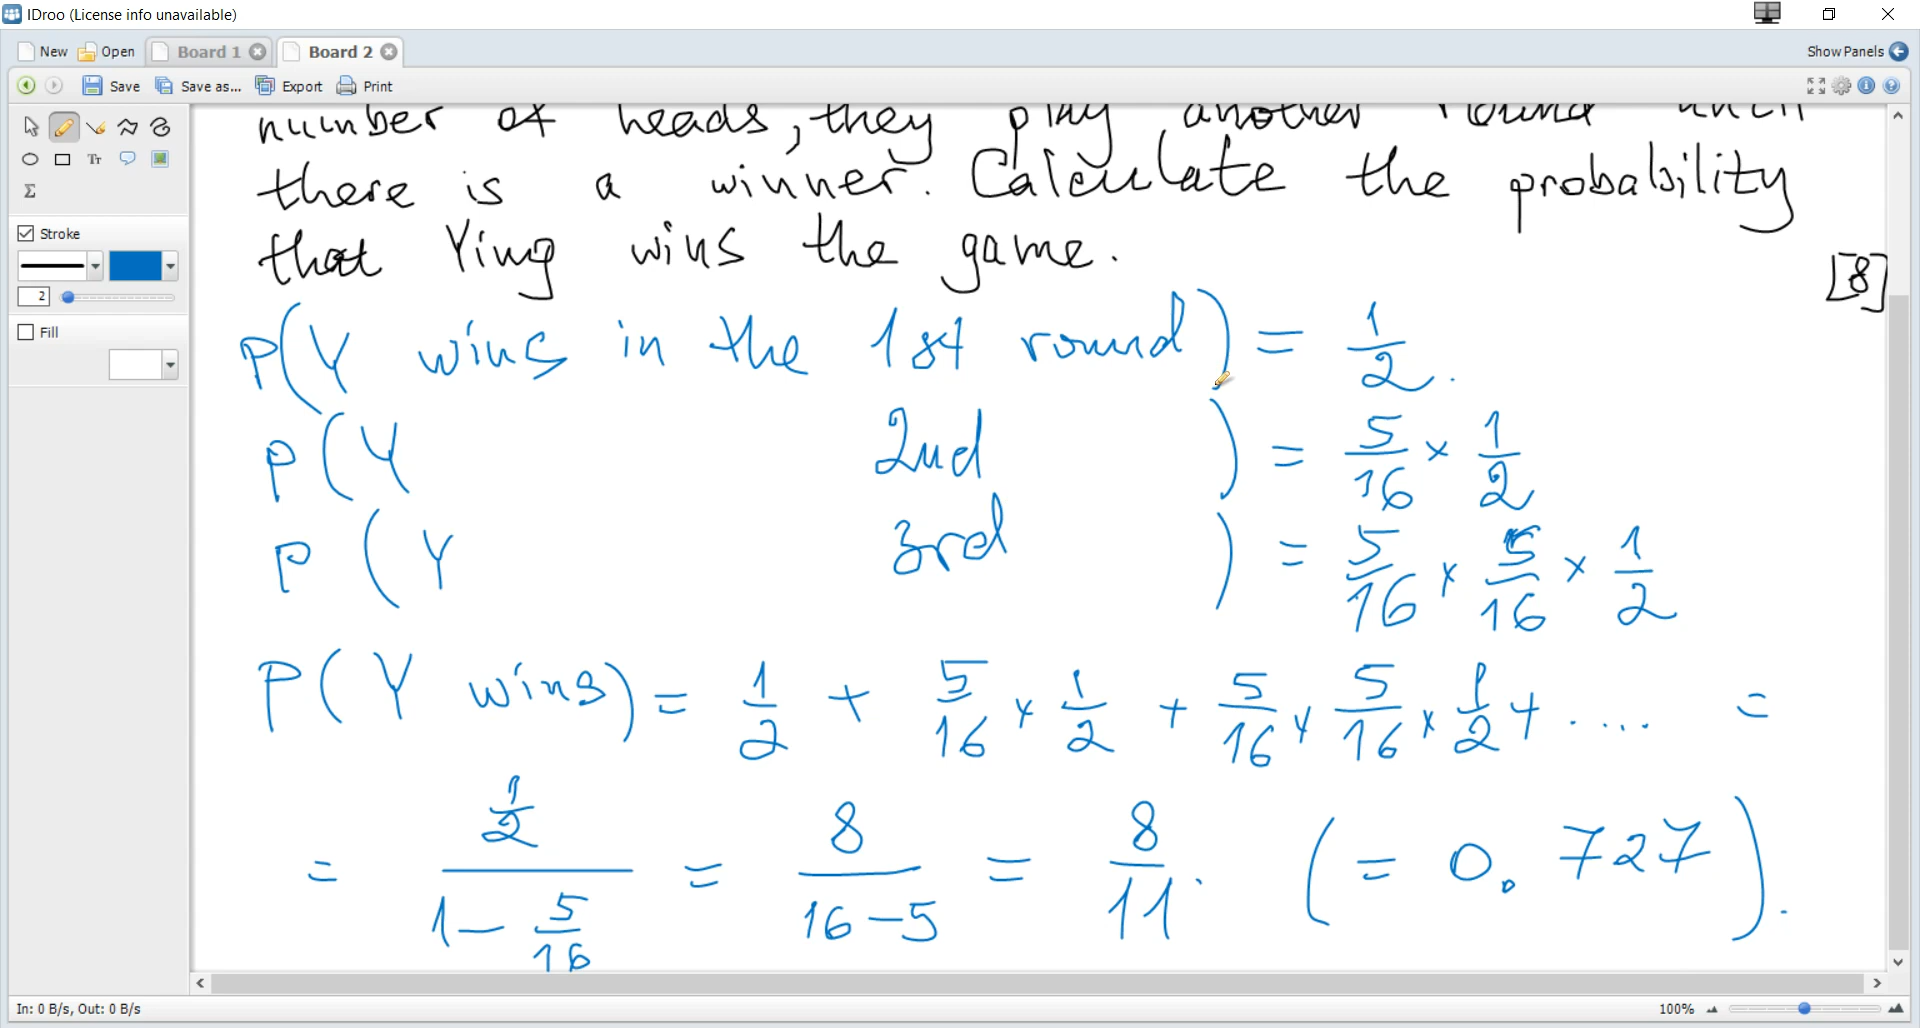 IDroo (License info unavailable)
New Open Board 1 Board 2 Show Panels
Save Save as... Export Print
number of heads, they play another round until
there is a winner. Calculate the probability
that Ying wins the game.
[8]
Stroke
2
Fill
P(Y wins in the 1st round) = 1/2.
P(Y 2nd ) = 5/16 × 1/2
P(Y 3rd ) = 5/16 × 5/16 × 1/2
P(Y wins) = 1/2 + 5/16 × 1/2 + 5/16 × 5/16 × 1/2 + .... =
= (1/2)/(1 - 5/16) = 8/(16-5) = 8/11. (= 0.727).
In: 0 B/s, Out: 0 B/s 100%